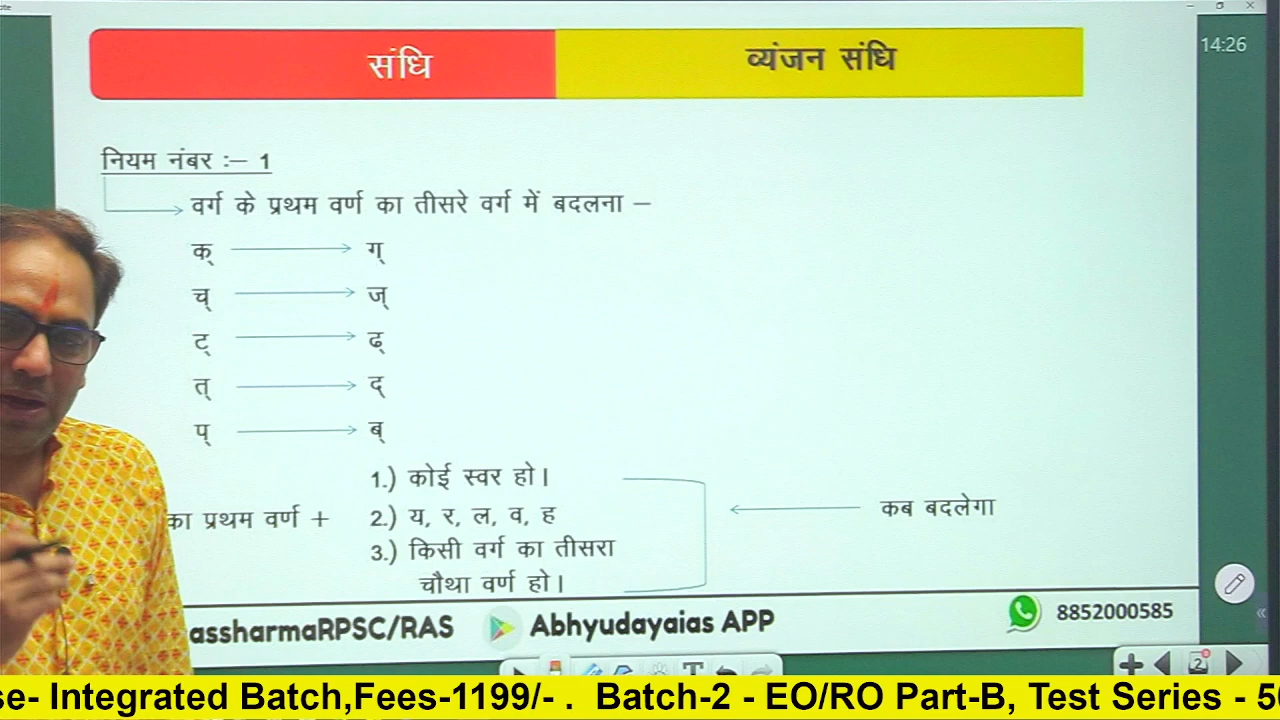 14:26
संधि व्यंजन संधि
नियम नंबर :– 1
वर्ग के प्रथम वर्ण का तीसरे वर्ग में बदलना –
क् ग्
च् ज्
ट् ढ्
त् द्
प् ब्
1.) कोई स्वर हो।
का प्रथम वर्ण + 2.) य, र, ल, व, ह कब बदलेगा
3.) किसी वर्ग का तीसरा
चौथा वर्ण हो।
assharmaRPSC/RAS Abhyudayaias APP 8852000585
2
se- Integrated Batch,Fees-1199/- . Batch-2 - EO/RO Part-B, Test Series - 50